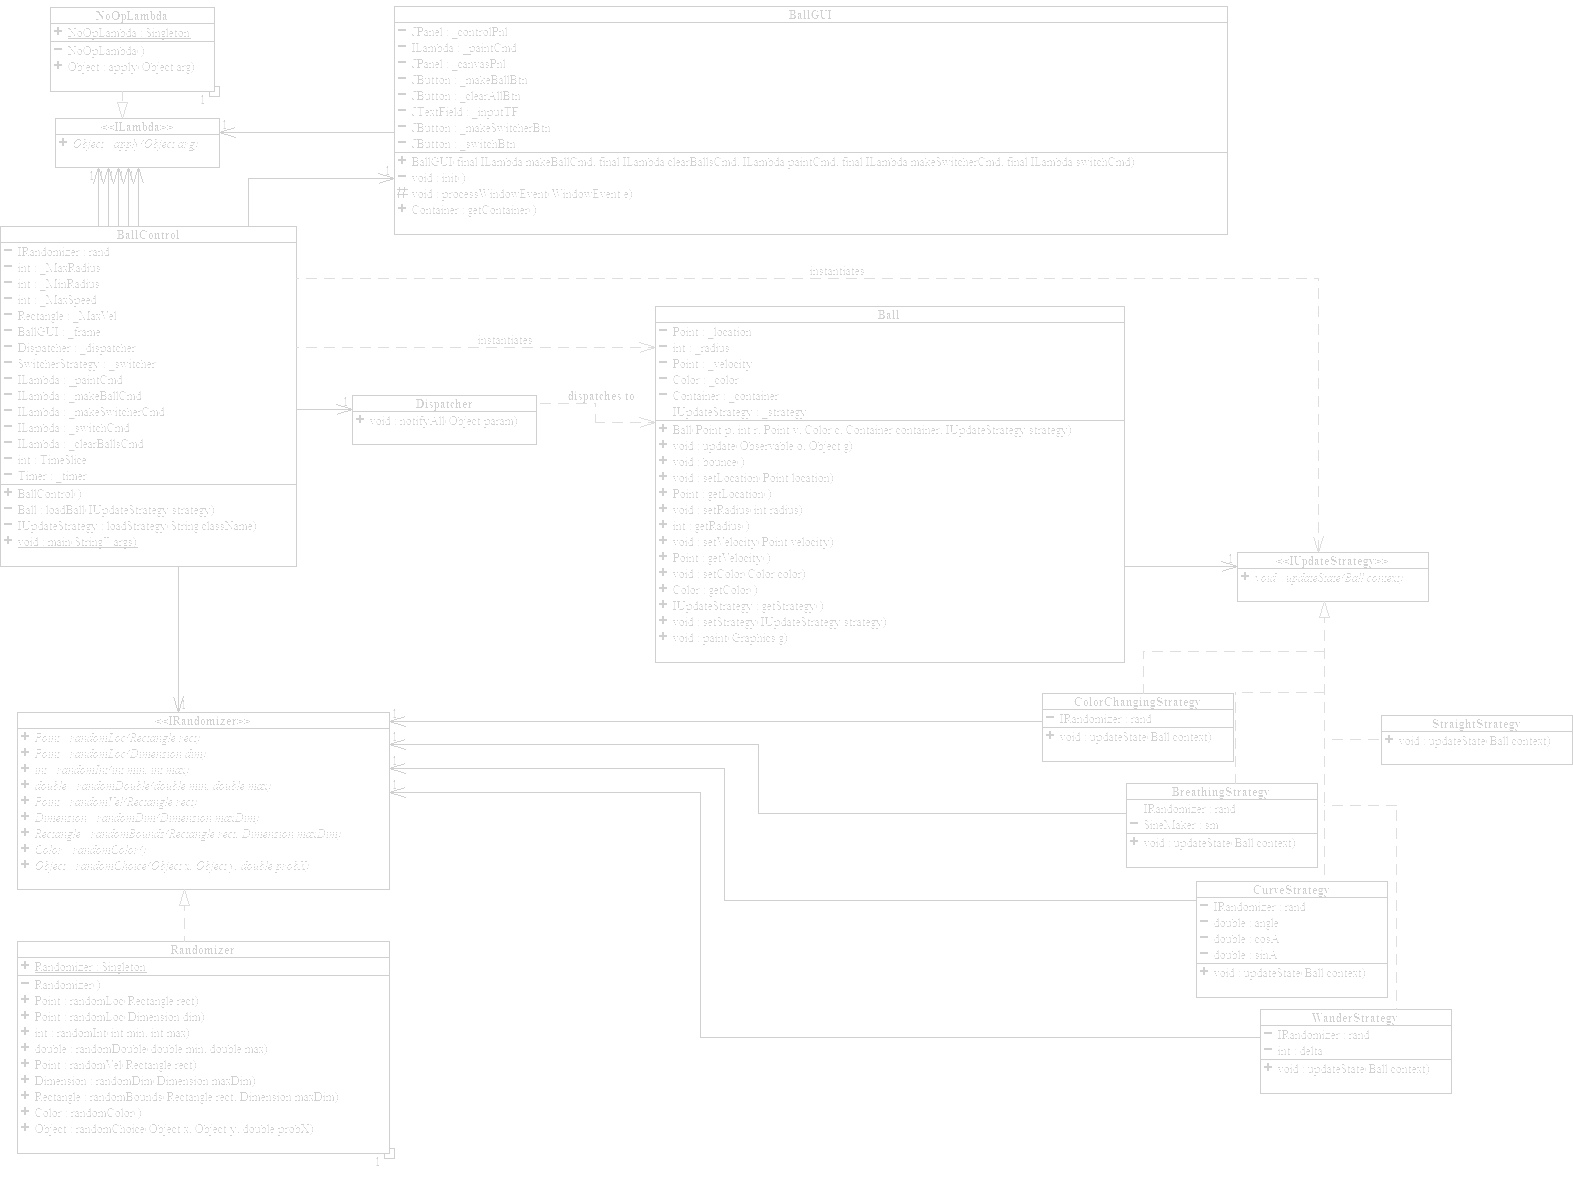 NoOpLambda
+ NoOpLambda : Singleton
- NoOpLambda()
+ Object : apply(Object arg)
1
<<ILambda>>
+ Object : apply(Object arg)
1
1
BallGUI
- JPanel : _controlPnl
- ILambda : _paintCmd
- JPanel : _canvasPnl
- JButton : _makeBallBtn
- JButton : _clearAllBtn
- JTextField : _inputTF
- JButton : _makeSwitcherBtn
- JButton : _switchBtn
+ BallGUI(final ILambda makeBallCmd, final ILambda clearBallsCmd, ILambda paintCmd, final ILambda makeSwitcherCmd, final ILambda switchCmd)
- void : init()
# void : processWindowEvent(WindowEvent e)
+ Container : getContainer()
1
BallControl
- IRandomizer : rand
- int : _MaxRadius
- int : _MinRadius
- int : _MaxSpeed
- Rectangle : _MaxVel
- BallGUI : _frame
- Dispatcher : _dispatcher
- SwitcherStrategy : _switcher
- ILambda : _paintCmd
- ILambda : _makeBallCmd
- ILambda : _makeSwitcherCmd
- ILambda : _switchCmd
- ILambda : _clearBallsCmd
- int : TimeSlice
- Timer : _timer
+ BallControl()
- Ball : loadBall(IUpdateStrategy strategy)
- IUpdateStrategy : loadStrategy(String className)
+ void : main(String[] args)
instantiates
instantiates
dispatches to
1
Dispatcher
+ void : notifyAll(Object param)
Ball
- Point : _location
- int : _radius
- Point : _velocity
- Color : _color
- Container : _container
IUpdateStrategy : _strategy
+ Ball(Point p, int r, Point v, Color c, Container container, IUpdateStrategy strategy)
+ void : update(Observable o, Object g)
+ void : bounce()
+ void : setLocation(Point location)
+ Point : getLocation()
+ void : setRadius(int radius)
+ int : getRadius()
+ void : setVelocity(Point velocity)
+ Point : getVelocity()
+ void : setColor(Color color)
+ Color : getColor()
+ IUpdateStrategy : getStrategy()
+ void : setStrategy(IUpdateStrategy strategy)
+ void : paint(Graphics g)
1
<<IUpdateStrategy>>
+ void : updateState(Ball context)
1
<<IRandomizer>>
+ Point : randomLoc(Rectangle rect)
+ Point : randomLoc(Dimension dim)
+ int : randomInt(int min, int max)
+ double : randomDouble(double min, double max)
+ Point : randomVel(Rectangle rect)
+ Dimension : randomDim(Dimension maxDim)
+ Rectangle : randomBounds(Rectangle rect, Dimension maxDim)
+ Color : randomColor()
+ Object : randomChoice(Object x, Object y, double probX)
1
1
1
1
ColorChangingStrategy
- IRandomizer : rand
+ void : updateState(Ball context)
StraightStrategy
+ void : updateState(Ball context)
BreathingStrategy
IRandomizer : rand
- SineMaker : sm
+ void : updateState(Ball context)
CurveStrategy
- IRandomizer : rand
- double : angle
- double : cosA
- double : sinA
+ void : updateState(Ball context)
WanderStrategy
- IRandomizer : rand
- int : delta
+ void : updateState(Ball context)
Randomizer
+ Randomizer : Singleton
- Randomizer()
+ Point : randomLoc(Rectangle rect)
+ Point : randomLoc(Dimension dim)
+ int : randomInt(int min, int max)
+ double : randomDouble(double min, double max)
+ Point : randomVel(Rectangle rect)
+ Dimension : randomDim(Dimension maxDim)
+ Rectangle : randomBounds(Rectangle rect, Dimension maxDim)
+ Color : randomColor()
+ Object : randomChoice(Object x, Object y, double probX)
1